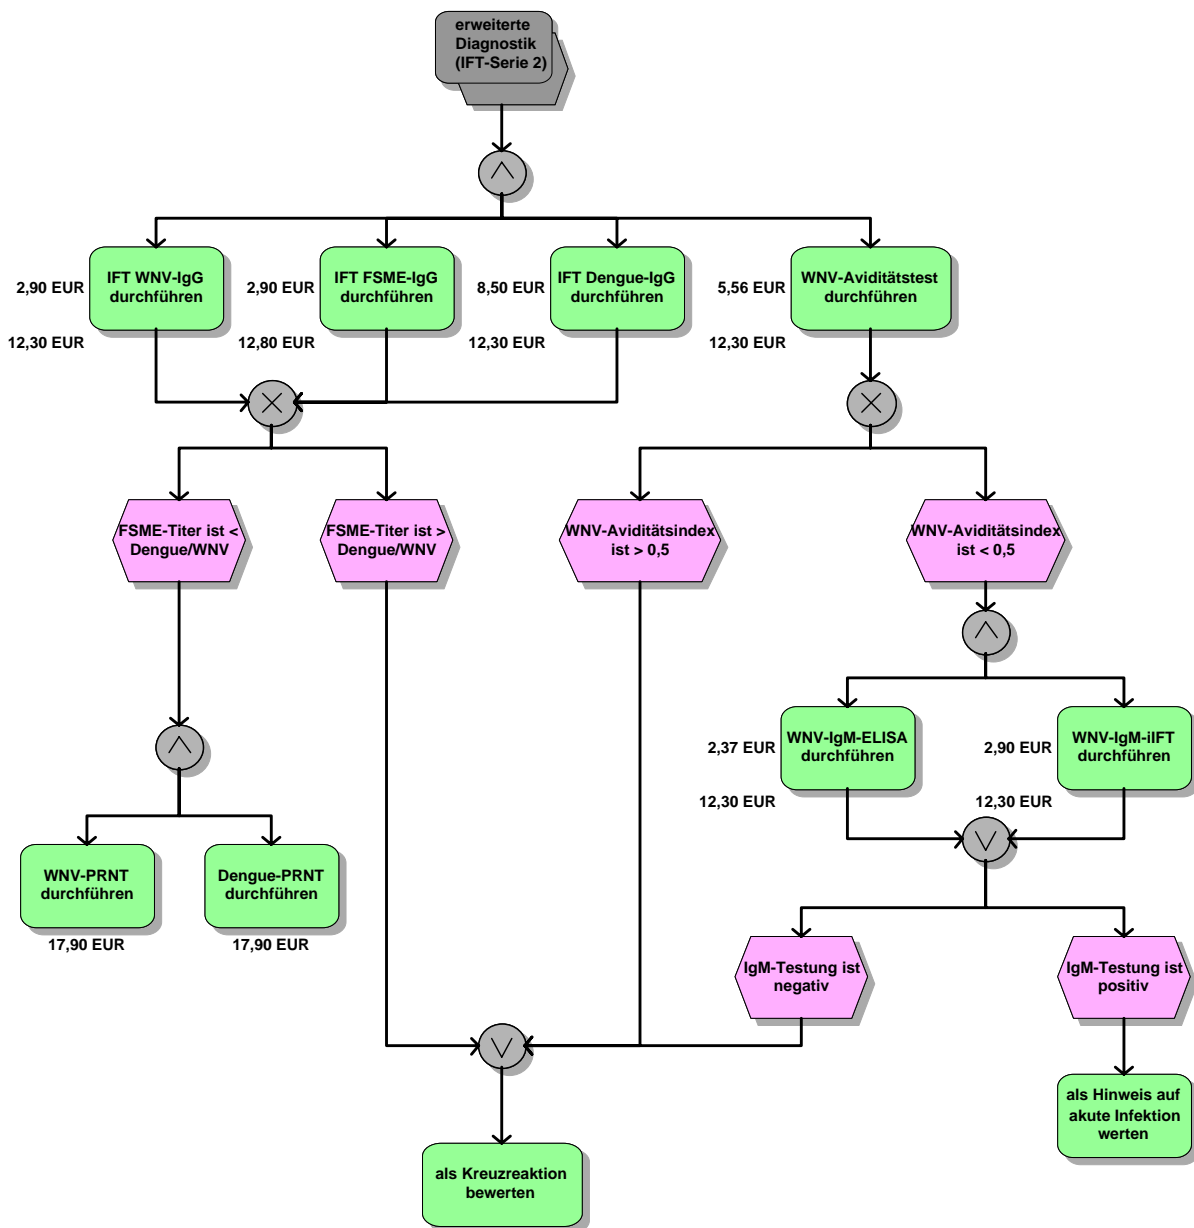 erweiterte
Diagnostik
(IFT-Serie 2)
2,90 EUR
IFT WNV-IgG
durchführen
12,30 EUR
2,90 EUR
IFT FSME-IgG
durchführen
12,80 EUR
8,50 EUR
IFT Dengue-IgG
durchführen
12,30 EUR
5,56 EUR
WNV-Aviditätstest
durchführen
12,30 EUR
FSME-Titer ist <
Dengue/WNV
FSME-Titer ist >
Dengue/WNV
WNV-Aviditätsindex
ist > 0,5
WNV-Aviditätsindex
ist < 0,5
2,37 EUR
WNV-IgM-ELISA
durchführen
12,30 EUR
2,90 EUR
WNV-IgM-iIFT
durchführen
12,30 EUR
WNV-PRNT
durchführen
17,90 EUR
Dengue-PRNT
durchführen
17,90 EUR
IgM-Testung ist
negativ
IgM-Testung ist
positiv
als Hinweis auf
akute Infektion
werten
als Kreuzreaktion
bewerten